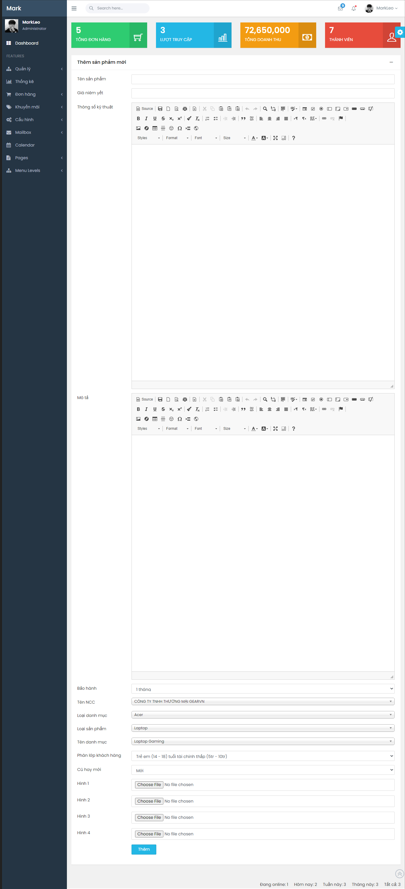 Mark
Search here...
MarkLeo
Administrator
Markleo
Dashboard
FEATURES
Quản lý
Thống kê
Đơn hàng
Khuyến mãi
Cấu hình
Mailbox
Calendar
Pages
Menu Levels
5
TỔNG ĐƠN HÀNG
3
LƯỢT TRUY CẬP
72,650,000
TỔNG DOANH THU
7
THÀNH VIÊN
Thêm sản phẩm mới
Tên sản phẩm
Giá niêm yết
Thông số kỹ thuật
Source
Styles Format Font Size
Mô tả
Source
Styles Format Font Size
Bảo hành
1 tháng
Tên NCC
CÔNG TY TNHH THƯƠNG MẠI GEARVN
Loại danh mục
Acer
Loại sản phẩm
Laptop
Tên danh mục
Laptop Gaming
Phân lớp khách hàng
Trẻ em (14 - 16) tuổi tài chính thấp (50 - 100)
Cũ hay mới
Mới
Hình 1
Choose File No file chosen
Hình 2
Choose File No file chosen
Hình 3
Choose File No file chosen
Hình 4
Choose File No file chosen
Thêm
Đang online: 1 Hôm nay: 2 Tuần này: 3 Tháng này: 3 Tất cả: 3